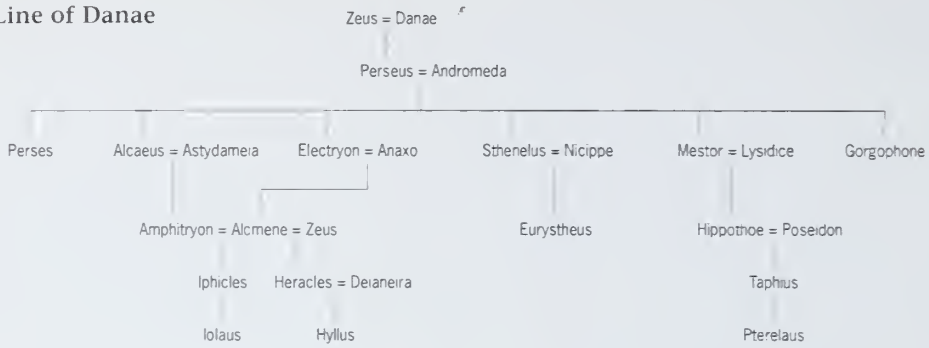 Line of Danae
Zeus = Danae
Perseus = Andromeda
Perses Alcaeus = Astydameia Electryon = Anaxo Sthenelus = Nicippe Mestor = Lysidice Gorgophone
Amphitryon = Alcmene = Zeus Eurystheus Hippothoe = Poseidon
Iphicles Heracles = Deianeira Taphius
Iolaus Hyllus Pterelaus